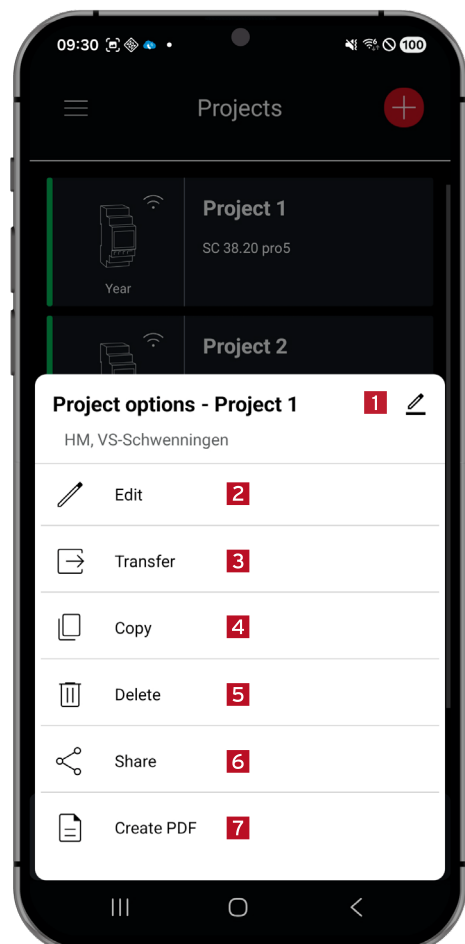 09:30
100
Projects
Project 1
SC 38.20 pro5
Year
Project 2
Project options - Project 1 1
HM, VS-Schwenningen
Edit 2
Transfer 3
Copy 4
Delete 5
Share 6
Create PDF 7